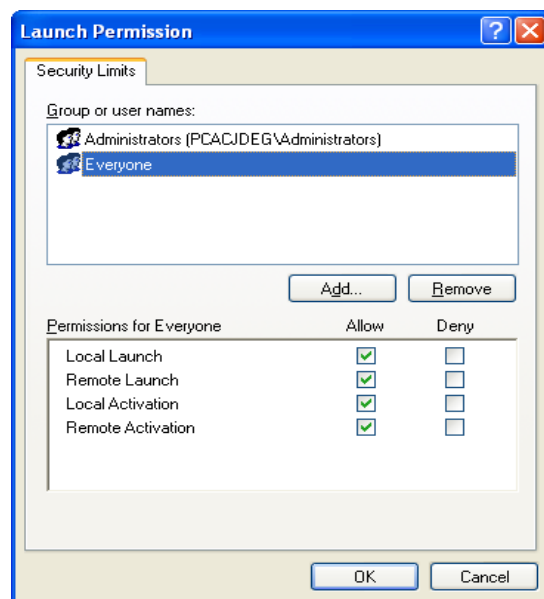 Launch Permission
Security Limits
Group or user names:
Administrators (PCACJDEG\Administrators)
Everyone
Add...
Remove
Permissions for Everyone
Allow
Deny
Local Launch
Remote Launch
Local Activation
Remote Activation
OK
Cancel